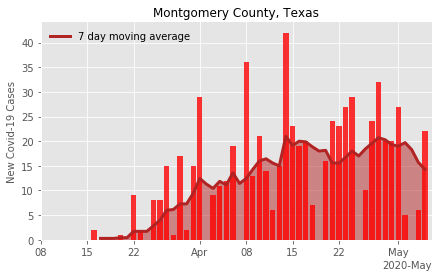 Montgomery County, Texas
7 day moving average
New Covid-19 Cases
40
35
30
25
20
15
10
5
0
08 15 22 Apr 08 15 22 May
2020-May